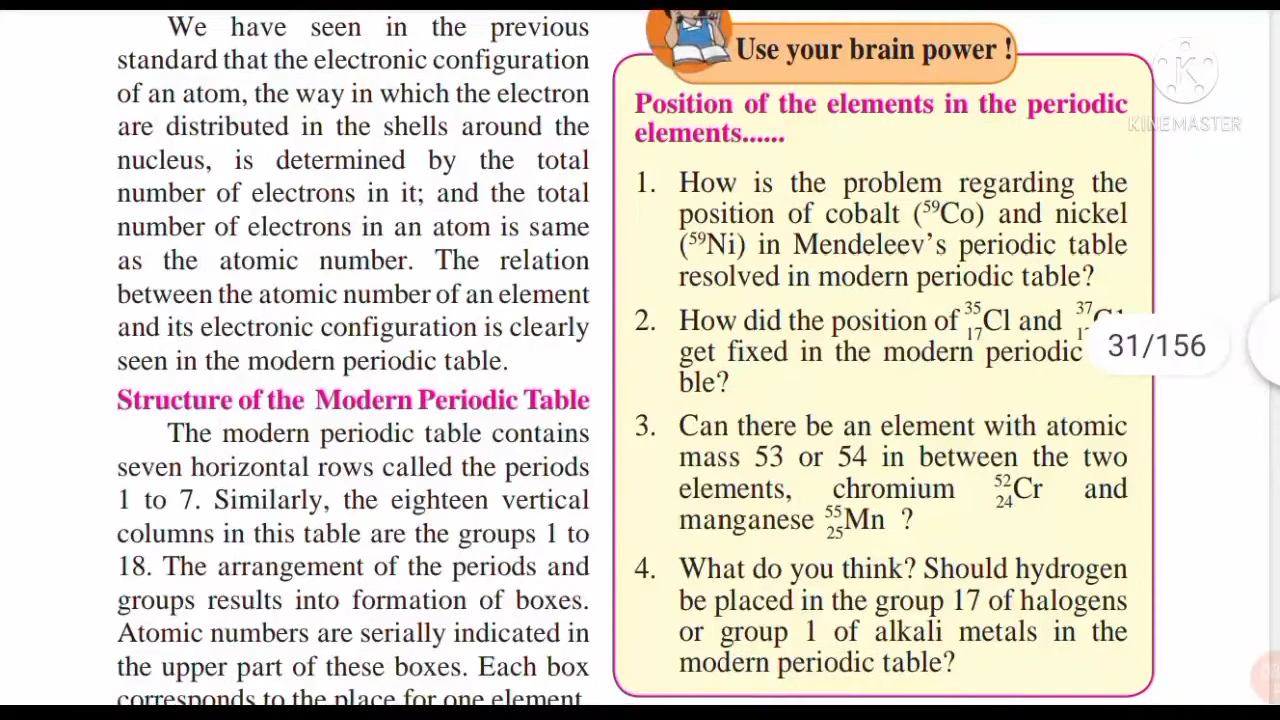 We have seen in the previous
standard that the electronic configuration
of an atom, the way in which the electron
are distributed in the shells around the
nucleus, is determined by the total
number of electrons in it; and the total
number of electrons in an atom is same
as the atomic number. The relation
between the atomic number of an element
and its electronic configuration is clearly
seen in the modern periodic table.
Structure of the Modern Periodic Table
The modern periodic table contains
seven horizontal rows called the periods
1 to 7. Similarly, the eighteen vertical
columns in this table are the groups 1 to
18. The arrangement of the periods and
groups results into formation of boxes.
Atomic numbers are serially indicated in
the upper part of these boxes. Each box
corresponds to the place for one element.
Use your brain power !
Position of the elements in the periodic
elements......
1. How is the problem regarding the
position of cobalt (⁵⁹Co) and nickel
(⁵⁹Ni) in Mendeleev’s periodic table
resolved in modern periodic table?
2. How did the position of ³⁵₁₇Cl and ³⁷
get fixed in the modern periodic
ble?
3. Can there be an element with atomic
mass 53 or 54 in between the two
elements, chromium ⁵²₂₄Cr and
manganese ⁵⁵₂₅Mn ?
4. What do you think? Should hydrogen
be placed in the group 17 of halogens
or group 1 of alkali metals in the
modern periodic table?
K
KINEMASTER
31/156